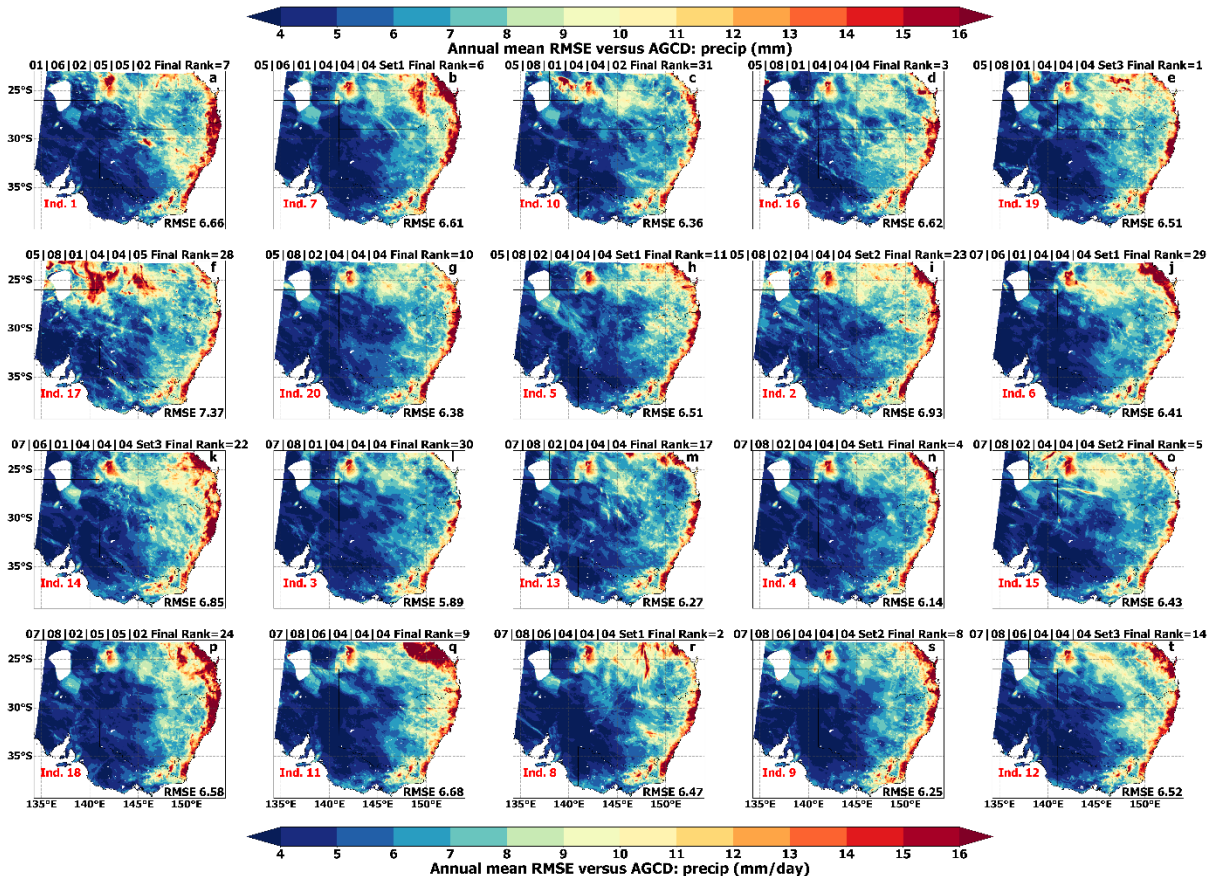 4 5 6 7 8 9 10 11 12 13 14 15 16
Annual mean RMSE versus AGCD: precip (mm)
01|06|02|05|05|02 Final Rank=7
05|06|01|04|04|04 Set1 Final Rank=6
05|08|01|04|04|02 Final Rank=31
05|08|01|04|04|04 Final Rank=3
05|08|01|04|04|04 Set3 Final Rank=1
a
b
c
d
e
25°S
30°S
35°S
Ind. 1
Ind. 7
Ind. 10
Ind. 16
Ind. 19
RMSE 6.66
RMSE 6.61
RMSE 6.36
RMSE 6.62
RMSE 6.51
05|08|01|04|04|05 Final Rank=28
05|08|02|04|04|04 Final Rank=10
05|08|02|04|04|04 Set1 Final Rank=11
05|08|02|04|04|04 Set2 Final Rank=23
07|06|01|04|04|04 Set1 Final Rank=29
f
g
h
i
j
25°S
30°S
35°S
Ind. 17
Ind. 20
Ind. 5
Ind. 2
Ind. 6
RMSE 7.37
RMSE 6.38
RMSE 6.51
RMSE 6.93
RMSE 6.41
07|06|01|04|04|04 Set3 Final Rank=22
07|08|01|04|04|04 Final Rank=30
07|08|02|04|04|04 Final Rank=17
07|08|02|04|04|04 Set1 Final Rank=4
07|08|02|04|04|04 Set2 Final Rank=5
k
l
m
n
o
25°S
30°S
35°S
Ind. 14
Ind. 3
Ind. 13
Ind. 4
Ind. 15
RMSE 6.85
RMSE 5.89
RMSE 6.27
RMSE 6.14
RMSE 6.43
07|08|02|05|05|02 Final Rank=24
07|08|06|04|04|04 Final Rank=9
07|08|06|04|04|04 Set1 Final Rank=2
07|08|06|04|04|04 Set2 Final Rank=8
07|08|06|04|04|04 Set3 Final Rank=14
p
q
r
s
t
25°S
30°S
35°S
Ind. 18
Ind. 11
Ind. 8
Ind. 9
Ind. 12
RMSE 6.58
RMSE 6.68
RMSE 6.47
RMSE 6.25
RMSE 6.52
135°E 140°E 145°E 150°E
135°E 140°E 145°E 150°E
135°E 140°E 145°E 150°E
135°E 140°E 145°E 150°E
135°E 140°E 145°E 150°E
4 5 6 7 8 9 10 11 12 13 14 15 16
Annual mean RMSE versus AGCD: precip (mm/day)